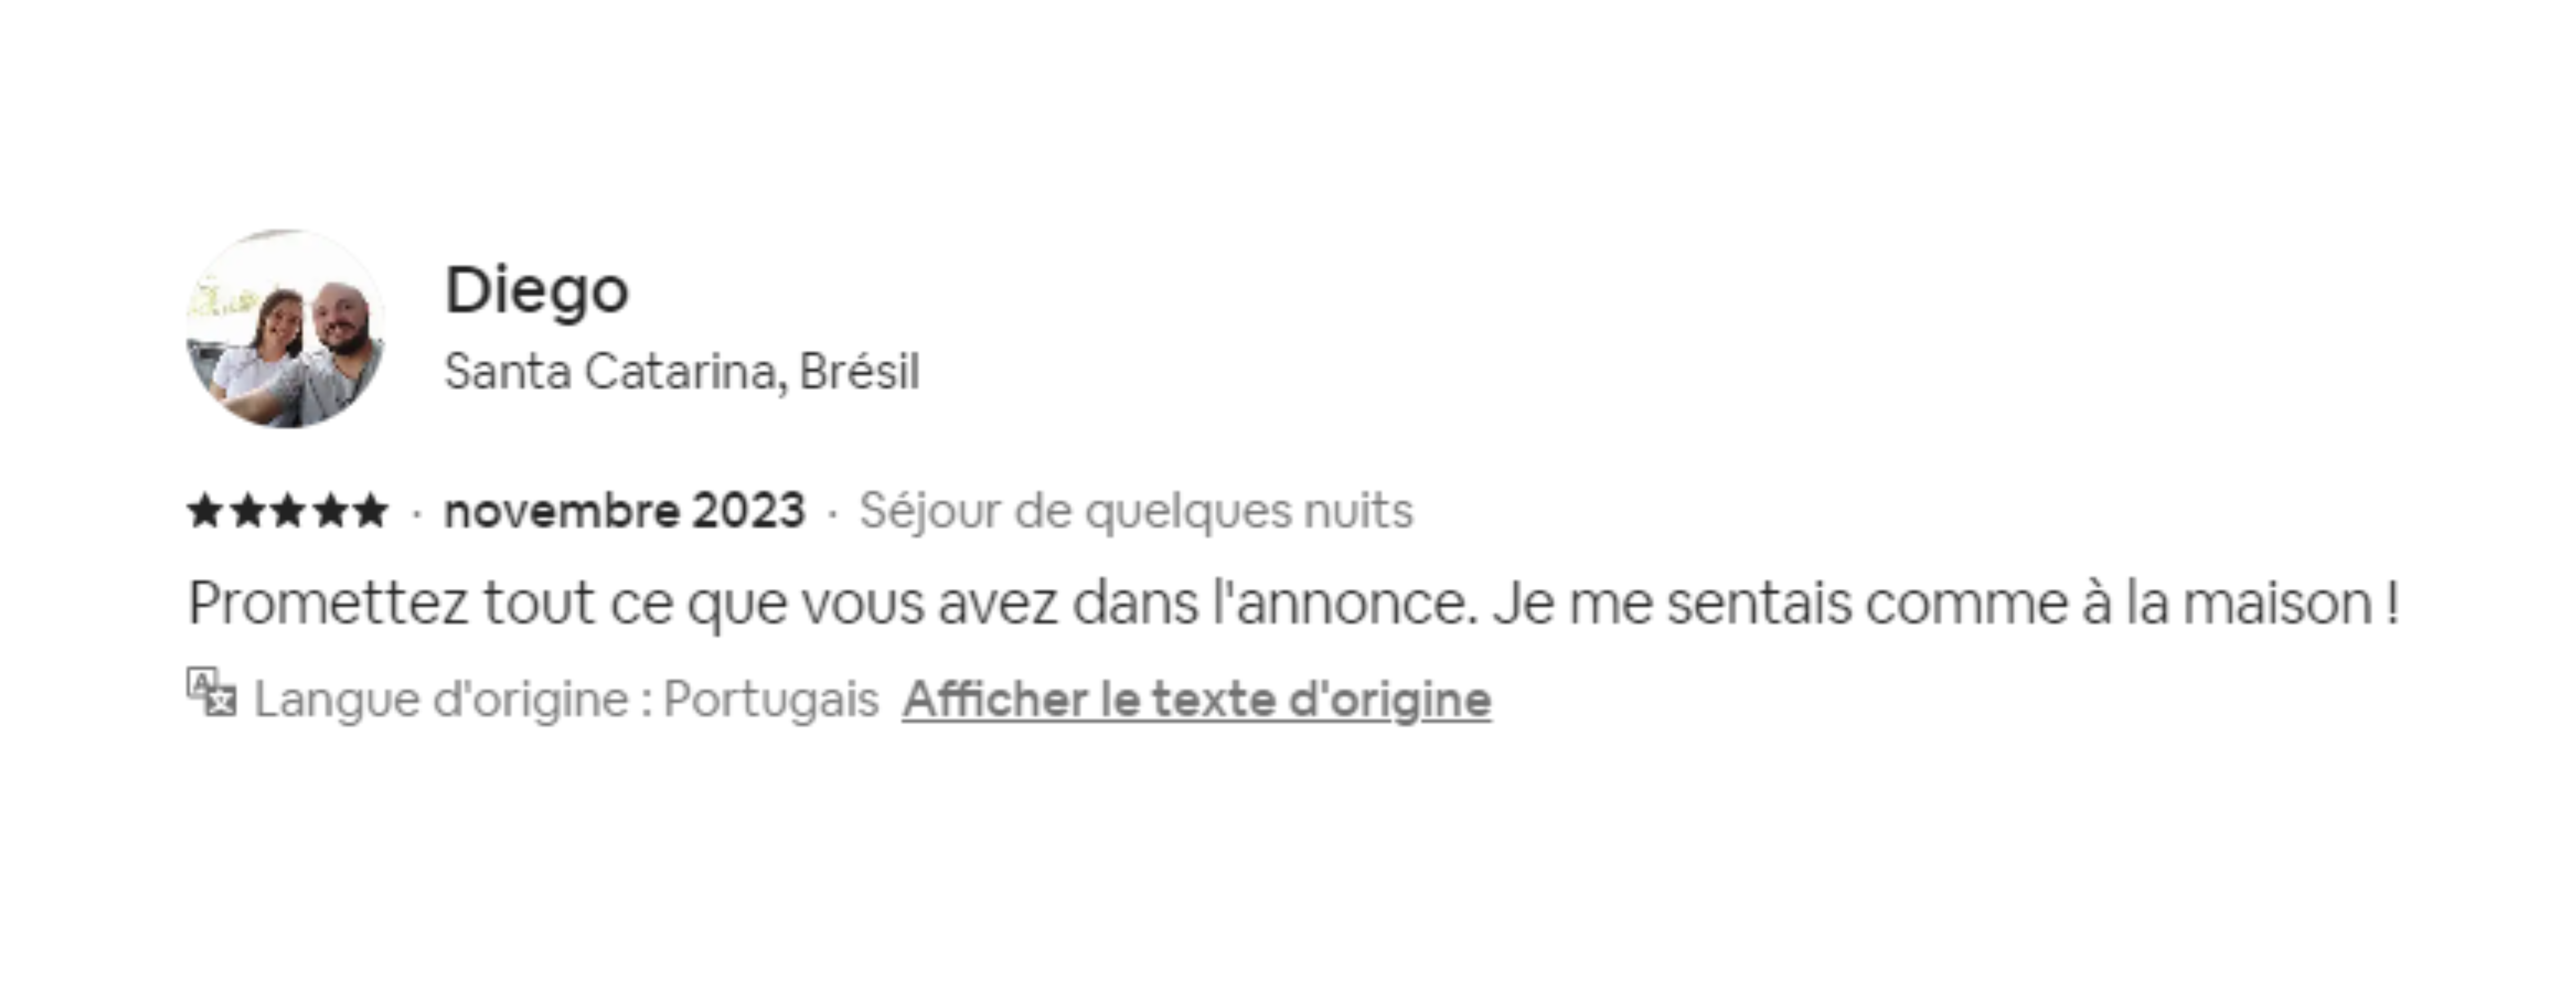 Diego
Santa Catarina, Brésil
★★★★★ · novembre 2023 · Séjour de quelques nuits
Promettez tout ce que vous avez dans l'annonce. Je me sentais comme à la maison !
Langue d'origine : Portugais Afficher le texte d'origine